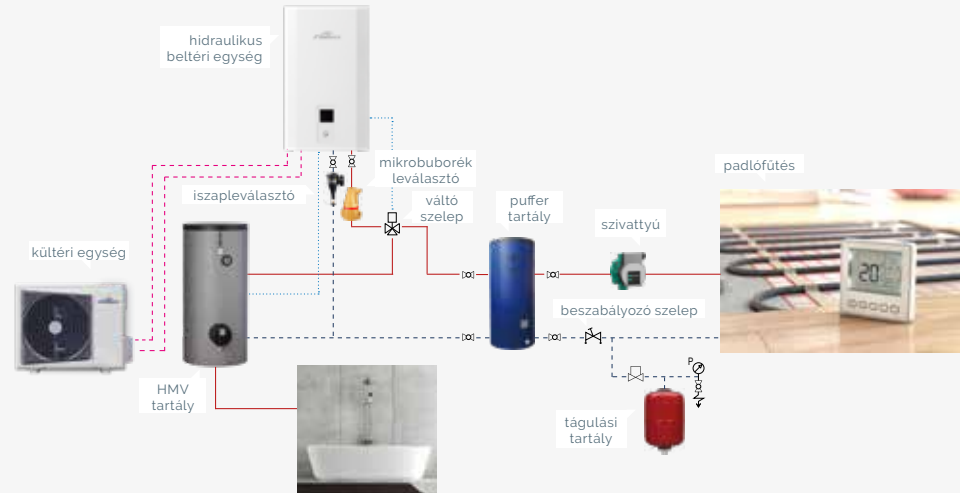 hidraulikus
beltéri egység
mikrobuborék
leválasztó
padlófűtés
iszapleválasztó
váltó
szelep
puffer
tartály
szivattyú
kültéri egység
20
beszabályozó szelep
P
HMV
tartály
tágulási
tartály